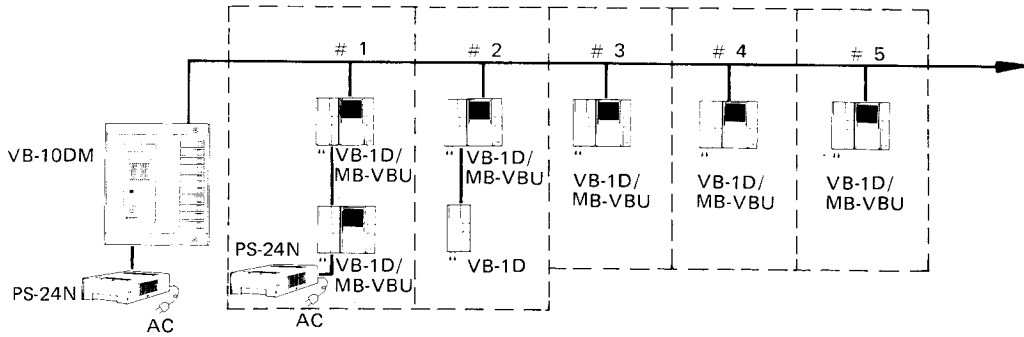 # 1
# 2
# 3
# 4
# 5
VB-10DM
VB-1D/
MB-VBU
VB-1D/
MB-VBU
VB-1D/
MB-VBU
VB-1D/
MB-VBU
VB-1D/
MB-VBU
PS-24N
VB-1D/
MB-VBU
VB-1D
PS-24N
AC
AC